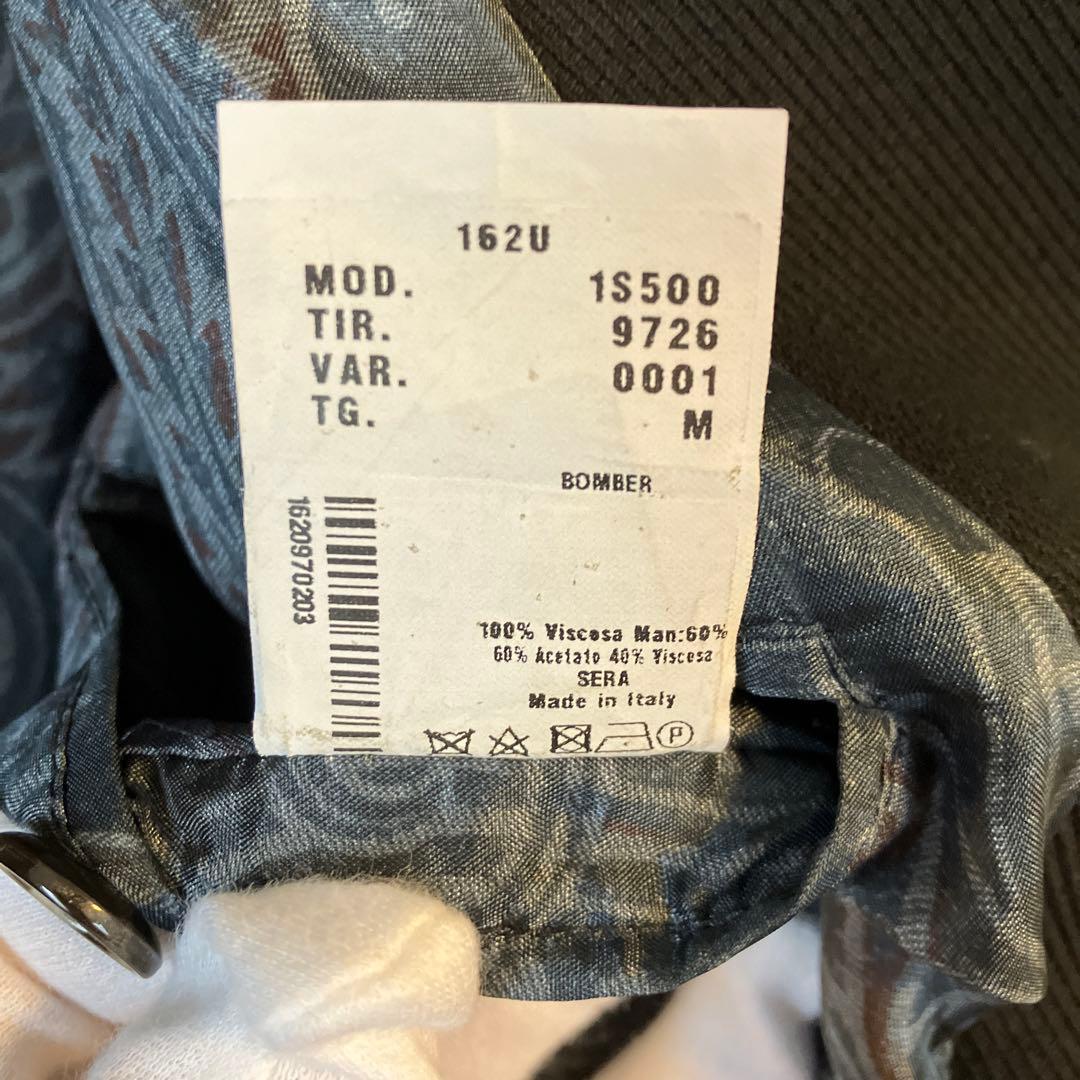 162U
MOD. 1S500
TIR. 9726
VAR. 0001
TG. M
BOMBER
1620970203
100% Viscosa Man:60%
60% Acetato 40% Viscosa
SERA
Made in Italy
P